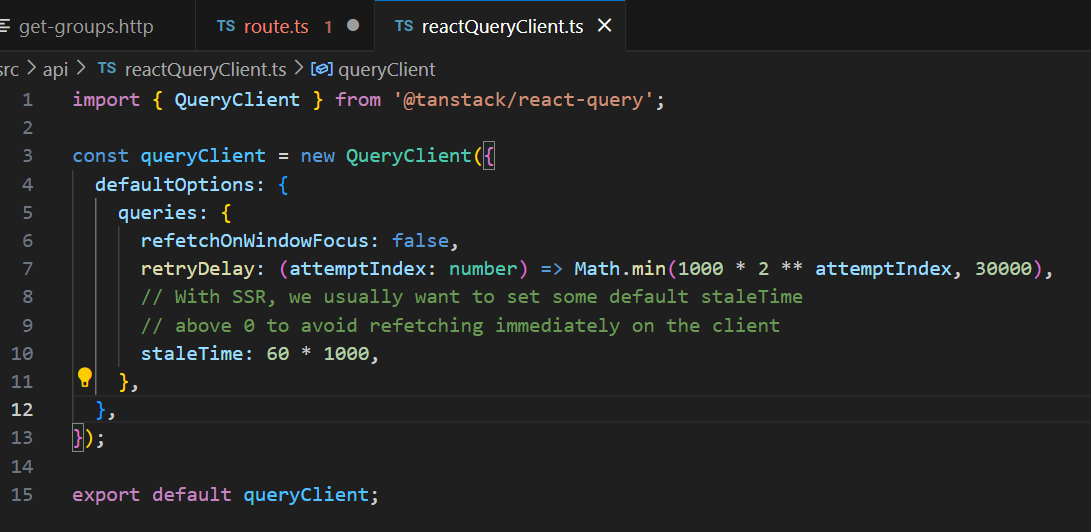 get-groups.http TS route.ts 1 TS reactQueryClient.ts
src api TS reactQueryClient.ts queryClient
1 import { QueryClient } from '@tanstack/react-query';
2
3 const queryClient = new QueryClient({
4 defaultOptions: {
5 queries: {
6 refetchOnWindowFocus: false,
7 retryDelay: (attemptIndex: number) => Math.min(1000 * 2 ** attemptIndex, 30000),
8 // With SSR, we usually want to set some default staleTime
9 // above 0 to avoid refetching immediately on the client
10 staleTime: 60 * 1000,
11 },
12 },
13 });
14
15 export default queryClient;